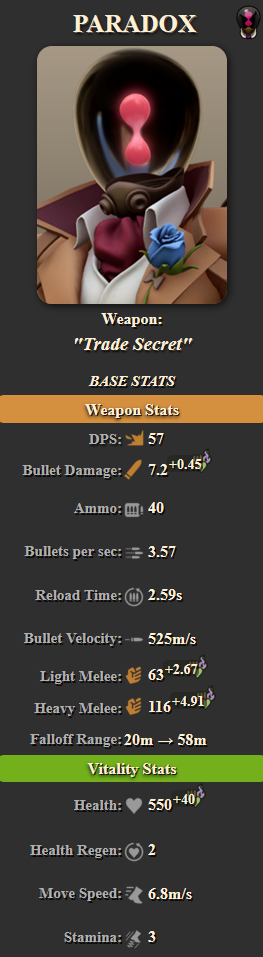 PARADOX
Weapon:
"Trade Secret"
BASE STATS
Weapon Stats
DPS: 57
Bullet Damage: 7.2+0.45
Ammo: 40
Bullets per sec: 3.57
Reload Time: 2.59s
Bullet Velocity: 525m/s
Light Melee: 63+2.67
Heavy Melee: 116+4.91
Falloff Range: 20m → 58m
Vitality Stats
Health: 550+40
Health Regen: 2
Move Speed: 6.8m/s
Stamina: 3